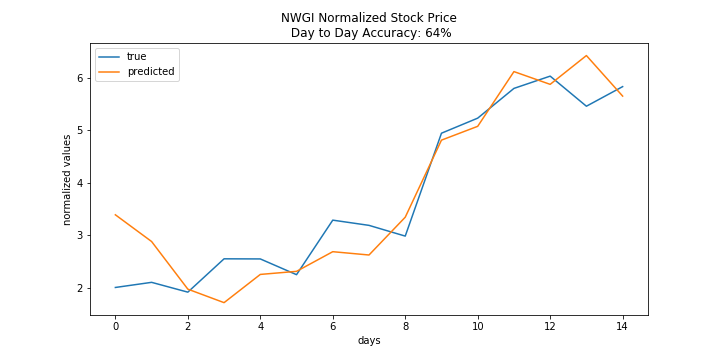 NWGI Normalized Stock Price
Day to Day Accuracy: 64%
true
predicted
normalized values
6
5
4
3
2
0 2 4 6 8 10 12 14
days